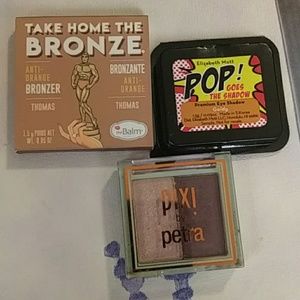 TAKE HOME THE
BRONZE
ANTI-
ORANGE
BRONZER
THOMAS
BRONZANTE
ANTI-
ORANGE
THOMAS
theBalm
Elizabeth Mott
POP!
GOES
THE SHADOW
Premium Eye Shadow
pixi
by
petra